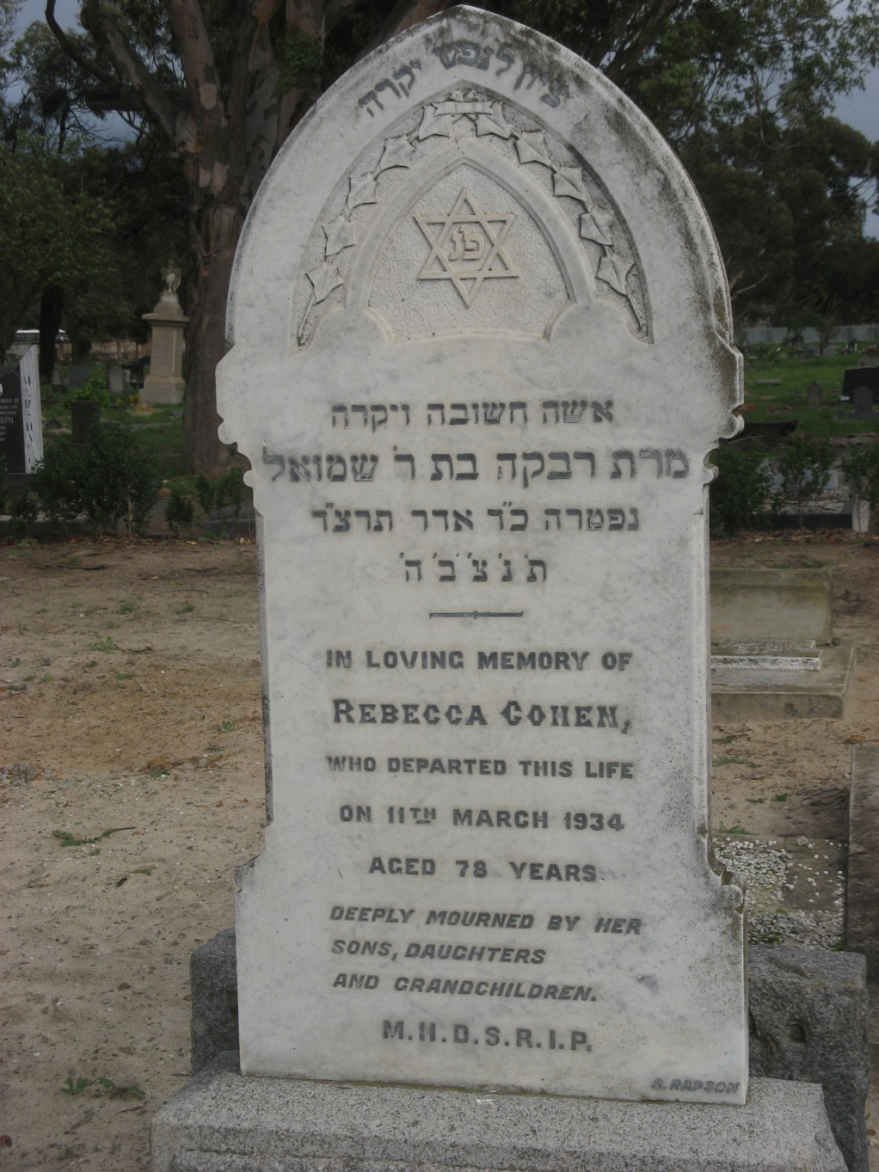 ציון לנפש יקרה
פנ
אשה חשובה ויקרה
מרת רבקה בת ר' שמואל
נפטרה כ"ד אדר תרצ"ד
ת' נ' צ' ב' ה'
IN LOVING MEMORY OF
REBECCA COHEN,
WHO DEPARTED THIS LIFE
ON 11TH MARCH 1934
AGED 78 YEARS.
DEEPLY MOURNED BY HER
SONS, DAUGHTERS
AND GRANDCHILDREN.
M.H.D.S.R.I.P.
S. RAPSON